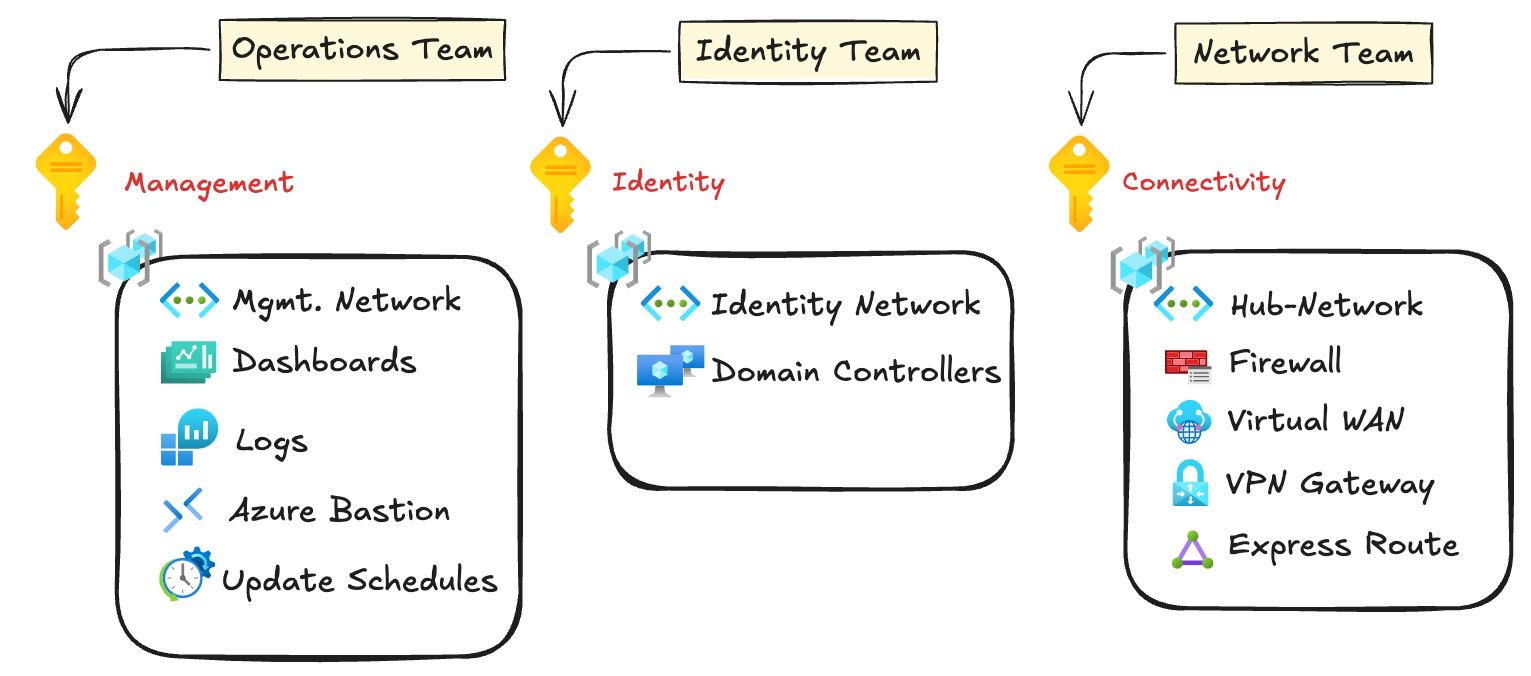 Operations Team
Identity Team
Network Team
Management
Identity
Connectivity
Mgmt. Network
Dashboards
Logs
Azure Bastion
Update Schedules
Identity Network
Domain Controllers
Hub-Network
Firewall
Virtual WAN
VPN Gateway
Express Route